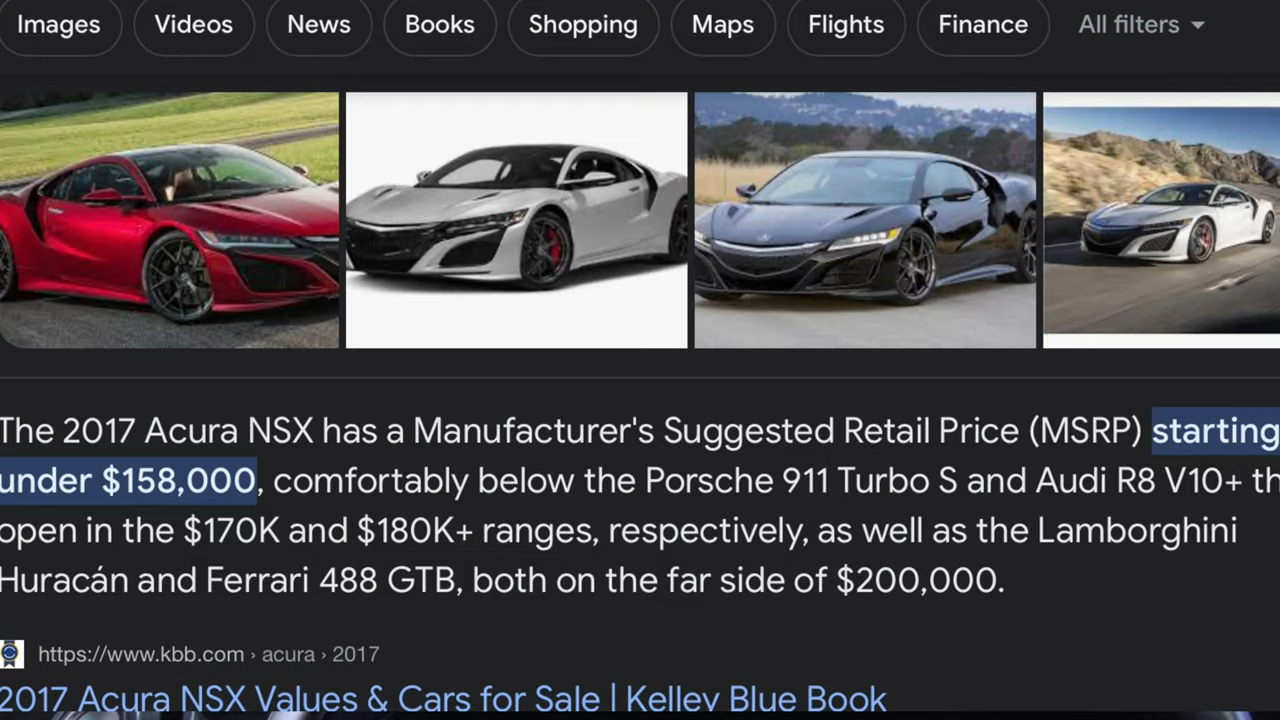 Images Videos News Books Shopping Maps Flights Finance All filters
The 2017 Acura NSX has a Manufacturer's Suggested Retail Price (MSRP) starting
under $158,000, comfortably below the Porsche 911 Turbo S and Audi R8 V10+
open in the $170K and $180K+ ranges, respectively, as well as the Lamborghini
Huracán and Ferrari 488 GTB, both on the far side of $200,000.
https://www.kbb.com › acura › 2017
2017 Acura NSX Values & Cars for Sale | Kelley Blue Book